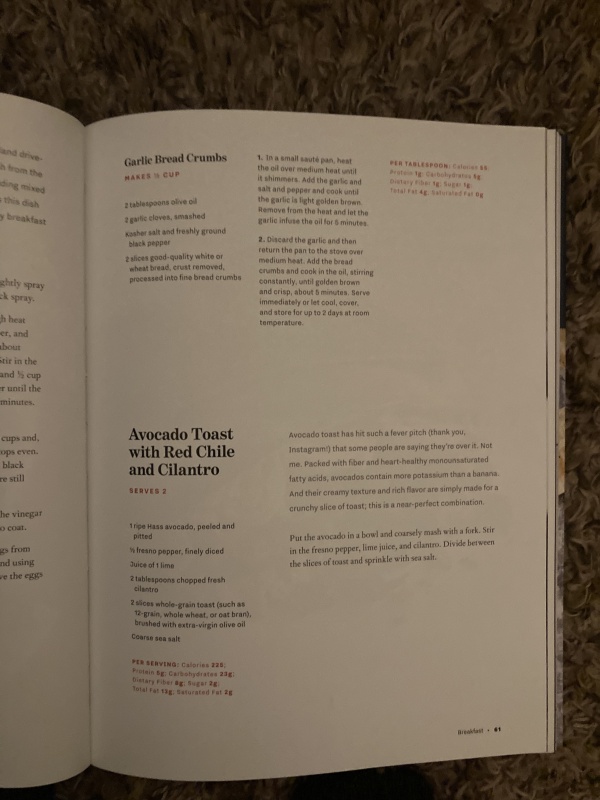 land drive-
h from the
ding mixed
this dish
y breakfast
ghtly spray
ck spray.
h heat
er, and
about
Stir in the
and ½ cup
r until the
minutes.
cups and,
ops even.
black
re still
he vinegar
o coat.
gs from
nd using
ve the eggs
Garlic Bread Crumbs
MAKES ½ CUP
2 tablespoons olive oil
2 garlic cloves, smashed
Kosher salt and freshly ground
black pepper
2 slices good-quality white or
wheat bread, crust removed,
processed into fine bread crumbs
1. In a small sauté pan, heat
the oil over medium heat until
it shimmers. Add the garlic and
salt and pepper and cook until
the garlic is light golden brown.
Remove from the heat and let the
garlic infuse the oil for 5 minutes.
2. Discard the garlic and then
return the pan to the stove over
medium heat. Add the bread
crumbs and cook in the oil, stirring
constantly, until golden brown
and crisp, about 5 minutes. Serve
immediately or let cool, cover,
and store for up to 2 days at room
temperature.
PER TABLESPOON: Calories
Protein 1g; Carbohydrates
Dietary Fiber 1g; Sugar 1g;
Total Fat 4g; Saturated Fat 0g
Avocado Toast
with Red Chile
and Cilantro
SERVES 2
1 ripe Hass avocado, peeled and
pitted
½ fresno pepper, finely diced
Juice of 1 lime
2 tablespoons chopped fresh
cilantro
2 slices whole-grain toast (such as
12-grain, whole wheat, or oat bran),
brushed with extra-virgin olive oil
Coarse sea salt
PER SERVING: Calories 225;
Protein 5g; Carbohydrates 23g;
Dietary Fiber 8g; Sugar 2g;
Total Fat 13g; Saturated Fat 2g
Avocado toast has hit such a fever pitch (thank you,
Instagram!) that some people are saying they're over it. Not
me. Packed with fiber and heart-healthy monounsaturated
fatty acids, avocados contain more potassium than a banana.
And their creamy texture and rich flavor are simply made for a
crunchy slice of toast; this is a near-perfect combination.
Put the avocado in a bowl and coarsely mash with a fork. Stir
in the fresno pepper, lime juice, and cilantro. Divide between
the slices of toast and sprinkle with sea salt.
Breakfast • 61